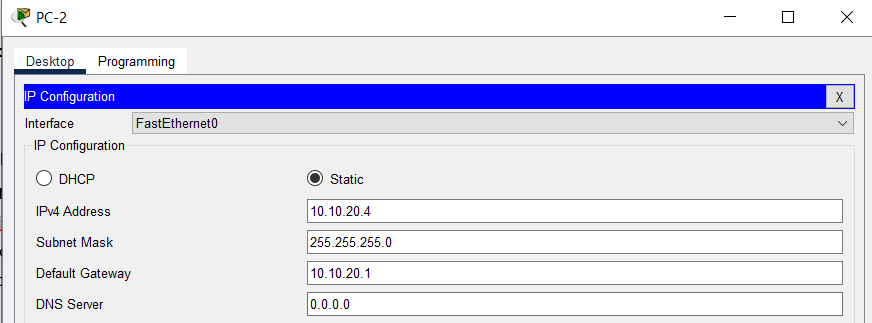 PC-2
Desktop Programming
IP Configuration X
Interface FastEthernet0
IP Configuration
DHCP Static
IPv4 Address 10.10.20.4
Subnet Mask 255.255.255.0
Default Gateway 10.10.20.1
DNS Server 0.0.0.0